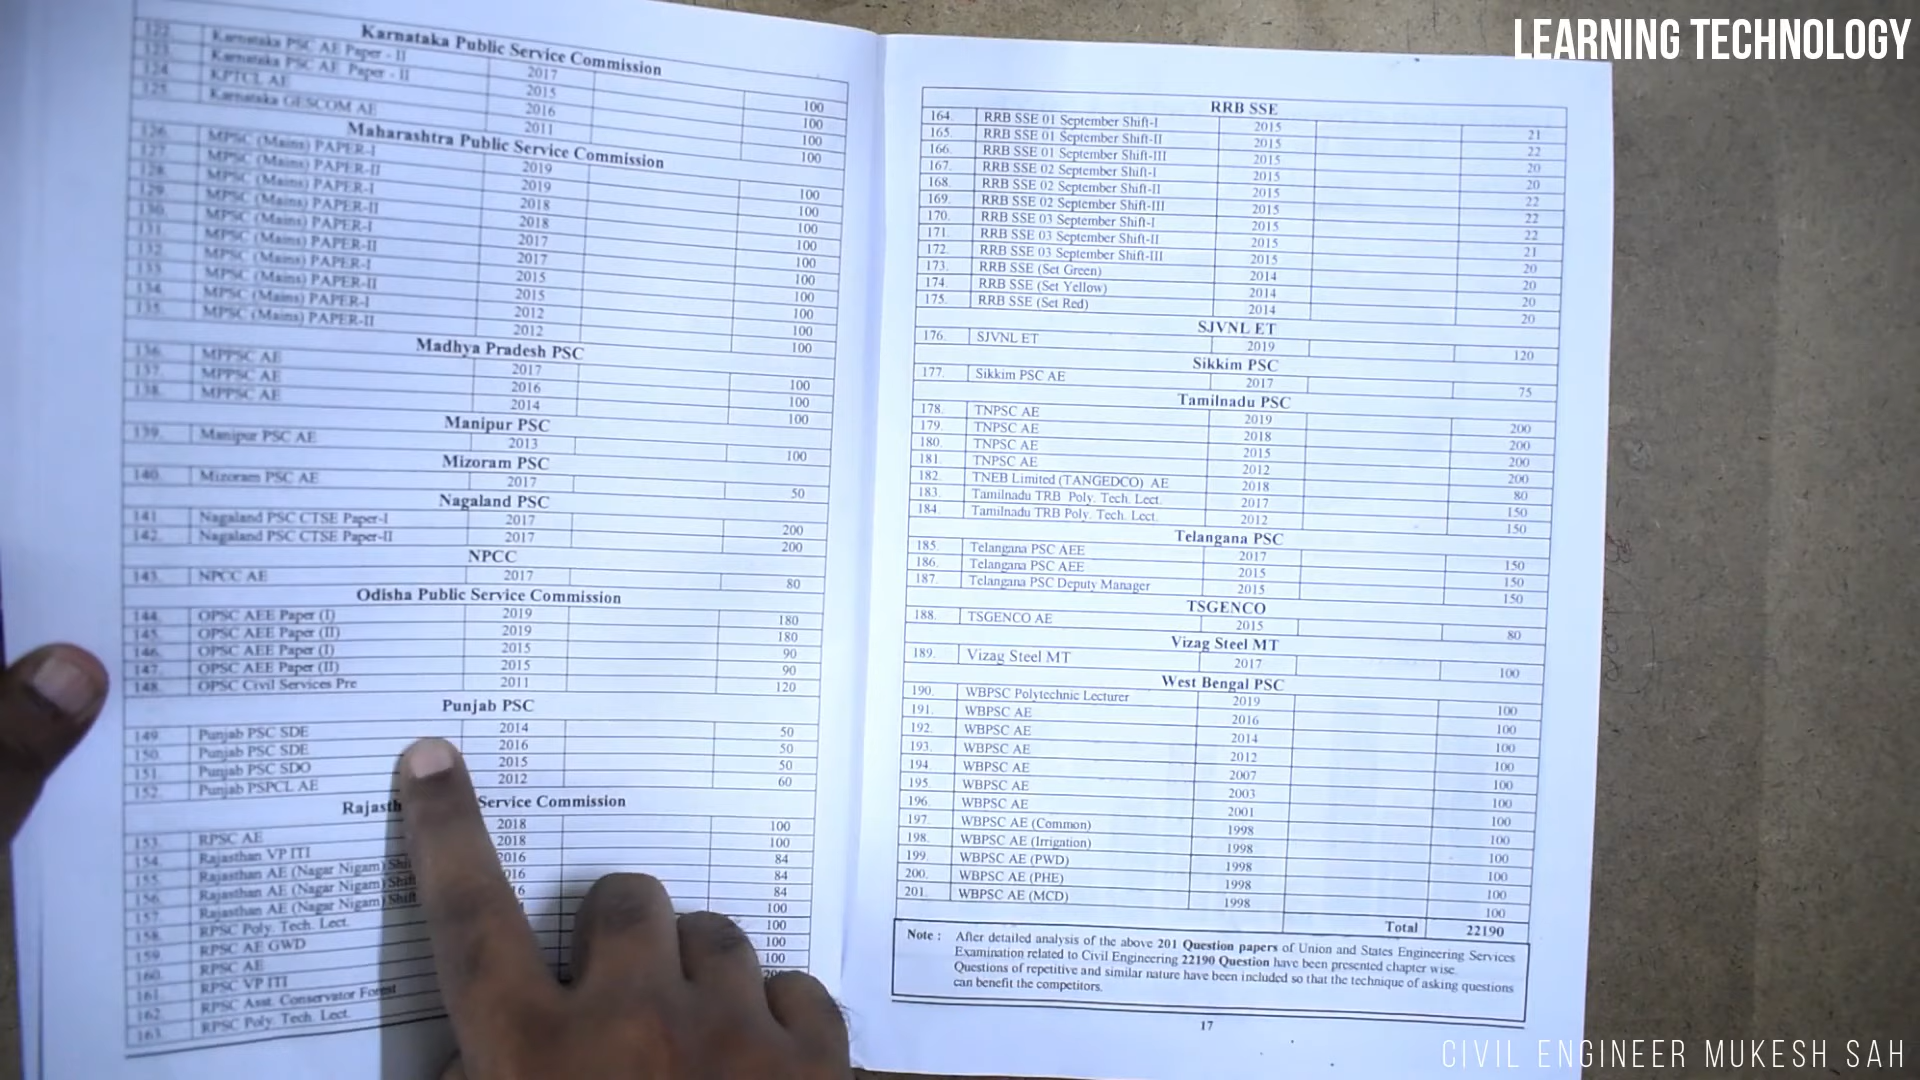 LEARNING TECHNOLOGY
Karnataka Public Service Commission
122. Karnataka PSC AE Paper - II 2017 100
123. Karnataka PSC AE Paper - II 2015 100
124. KPTCL AE 2016 100
125. Karnataka GESCOM AE 2011 100
Maharashtra Public Service Commission
126. MPSC (Mains) PAPER-I 2019 100
127. MPSC (Mains) PAPER-II 2019 100
128. MPSC (Mains) PAPER-I 2018 100
129. MPSC (Mains) PAPER-II 2018 100
130. MPSC (Mains) PAPER-I 2017 100
131. MPSC (Mains) PAPER-II 2017 100
132. MPSC (Mains) PAPER-I 2015 100
133. MPSC (Mains) PAPER-II 2015 100
134. MPSC (Mains) PAPER-I 2012 100
135. MPSC (Mains) PAPER-II 2012 100
Madhya Pradesh PSC
136. MPPSC AE 2017 100
137. MPPSC AE 2016 100
138. MPPSC AE 2014 100
Manipur PSC
139. Manipur PSC AE 2013 100
Mizoram PSC
140. Mizoram PSC AE 2017 50
Nagaland PSC
141. Nagaland PSC CTSE Paper-I 2017 200
142. Nagaland PSC CTSE Paper-II 2017 200
NPCC
143. NPCC AE 2017 80
Odisha Public Service Commission
144. OPSC AEE Paper (I) 2019 180
145. OPSC AEE Paper (II) 2019 180
146. OPSC AEE Paper (I) 2015 90
147. OPSC AEE Paper (II) 2015 90
148. OPSC Civil Services Pre 2011 120
Punjab PSC
149. Punjab PSC SDE 2014 50
150. Punjab PSC SDE 2016 50
151. Punjab PSC SDO 2015 50
152. Punjab PSPCL AE 2012 60
Rajasth Service Commission
153. RPSC AE 2018 100
154. Rajasthan VP ITI 2018 100
155. Rajasthan AE (Nagar Nigam) Shi 2016 84
156. Rajasthan AE (Nagar Nigam) Shift 016 84
157. Rajasthan AE (Nagar Nigam) Shift 6 84
158. RPSC Poly. Tech. Lect. 100
159. RPSC AE GWD 100
160. RPSC AE 100
161. RPSC VP ITI 100
162. RPSC Asst. Conservator Forest
163. RPSC Poly. Tech. Lect.
RRB SSE
164. RRB SSE 01 September Shift-I 2015 21
165. RRB SSE 01 September Shift-II 2015 22
166. RRB SSE 01 September Shift-III 2015 20
167. RRB SSE 02 September Shift-I 2015 20
168. RRB SSE 02 September Shift-II 2015 22
169. RRB SSE 02 September Shift-III 2015 22
170. RRB SSE 03 September Shift-I 2015 22
171. RRB SSE 03 September Shift-II 2015 21
172. RRB SSE 03 September Shift-III 2015 20
173. RRB SSE (Set Green) 2014 20
174. RRB SSE (Set Yellow) 2014 20
175. RRB SSE (Set Red) 2014 20
SJVNL ET
176. SJVNL ET 2019 120
Sikkim PSC
177. Sikkim PSC AE 2017 75
Tamilnadu PSC
178. TNPSC AE 2019 200
179. TNPSC AE 2018 200
180. TNPSC AE 2015 200
181. TNPSC AE 2012 200
182. TNEB Limited (TANGEDCO) AE 2018 80
183. Tamilnadu TRB Poly. Tech. Lect. 2017 150
184. Tamilnadu TRB Poly. Tech. Lect. 2012 150
Telangana PSC
185. Telangana PSC AEE 2017 150
186. Telangana PSC AEE 2015 150
187. Telangana PSC Deputy Manager 2015 150
TSGENCO
188. TSGENCO AE 2015 80
Vizag Steel MT
189. Vizag Steel MT 2017 100
West Bengal PSC
190. WBPSC Polytechnic Lecturer 2019 100
191. WBPSC AE 2016 100
192. WBPSC AE 2014 100
193. WBPSC AE 2012 100
194. WBPSC AE 2007 100
195. WBPSC AE 2003 100
196. WBPSC AE 2001 100
197. WBPSC AE (Common) 1998 100
198. WBPSC AE (Irrigation) 1998 100
199. WBPSC AE (PWD) 1998 100
200. WBPSC AE (PHE) 1998 100
201. WBPSC AE (MCD) 1998 100
Total 22190
Note : After detailed analysis of the above 201 Question papers of Union and States Engineering Services
Examination related to Civil Engineering 22190 Question have been presented chapter wise.
Questions of repetitive and similar nature have been included so that the technique of asking questions
can benefit the competitors.
17
CIVIL ENGINEER MUKESH SAH